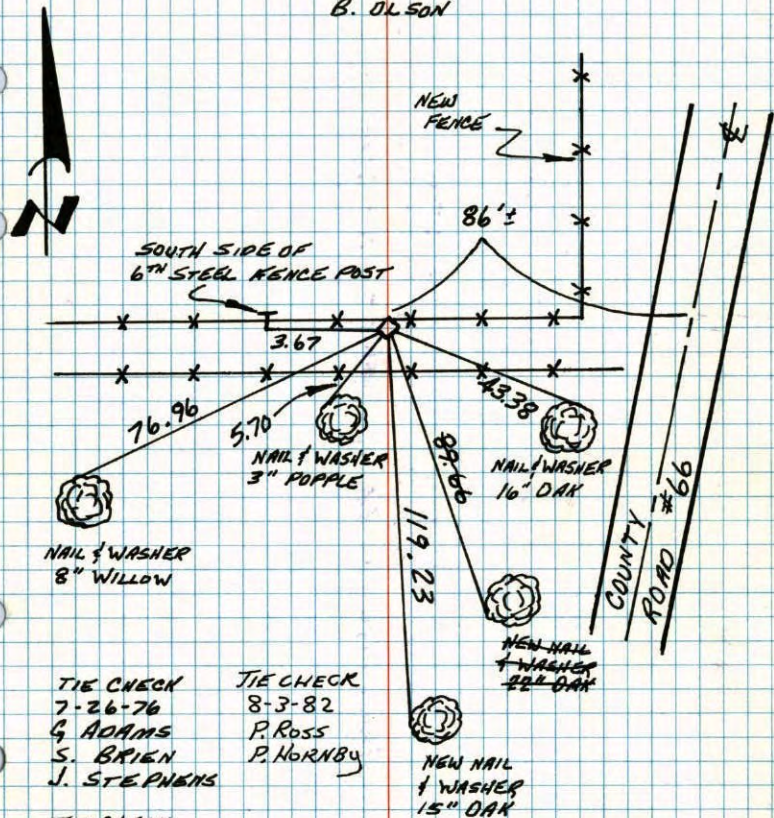 B. OLSON
NEW
FENCE
86'±
N
SOUTH SIDE OF
6TH STEEL FENCE POST
3.67
76.96
5.70
43.38
89.66
119.23
NAIL & WASHER
3" POPPLE
NAIL & WASHER
16" OAK
NAIL & WASHER
8" WILLOW
COUNTY
ROAD #66
NEW NAIL
& WASHER
22" OAK
NEW NAIL
& WASHER
15" OAK
TIE CHECK
7-26-76
G ADAMS
S. BRIEN
J. STEPHENS
TIE CHECK
8-3-82
P. ROSS
P. HORNBY